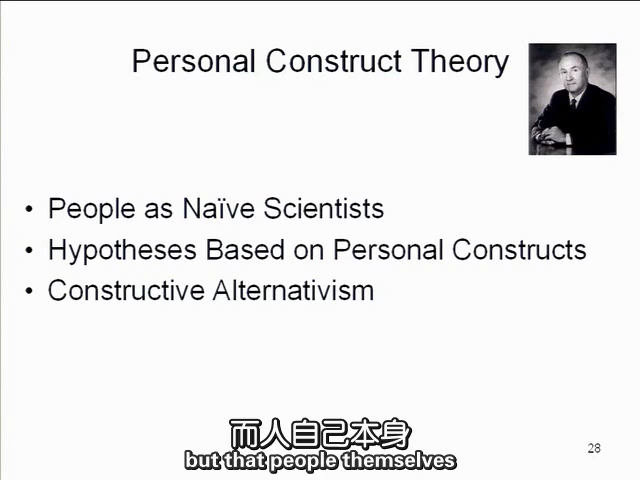 Personal Construct Theory
• People as Naïve Scientists
• Hypotheses Based on Personal Constructs
• Constructive Alternativism
而人自己本身
but that people themselves
28